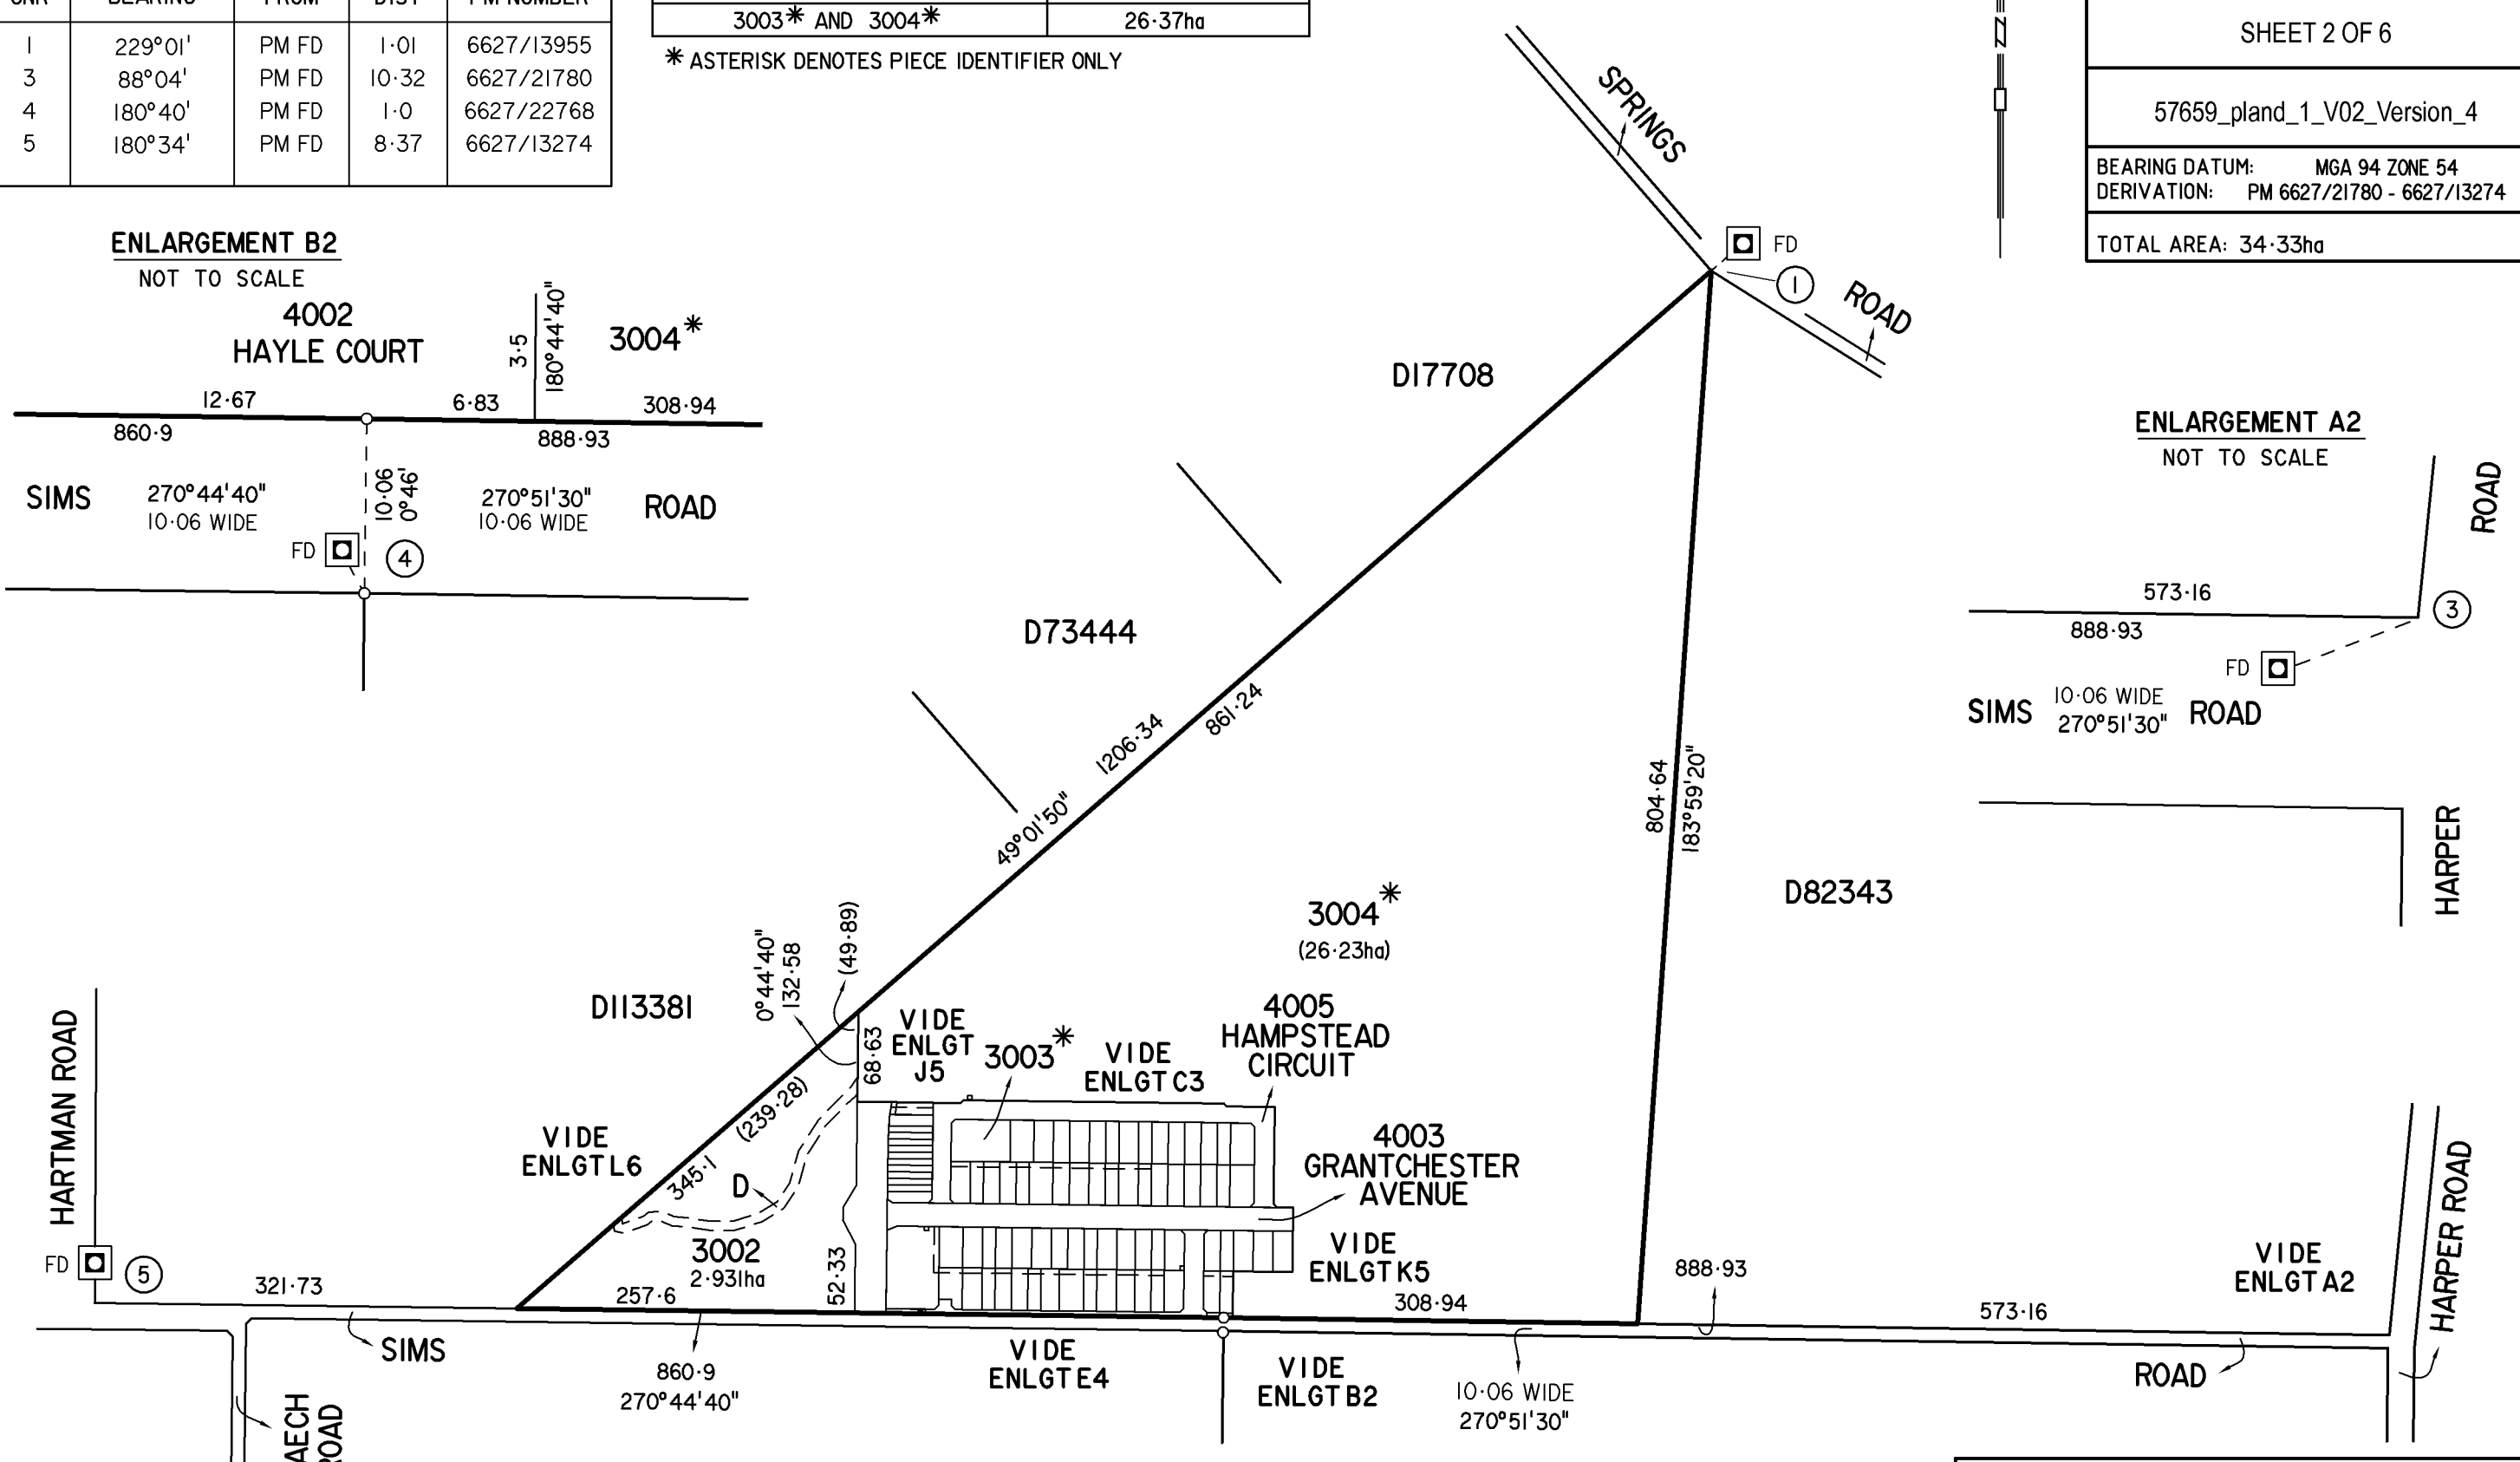 CNR BEARING FROM DIST PM NUMBER
1 229°01' PM FD 1·01 6627/13955
3 88°04' PM FD 10·32 6627/21780
4 180°40' PM FD 1·0 6627/22768
5 180°34' PM FD 8·37 6627/13274
3003* AND 3004* 26·37ha
* ASTERISK DENOTES PIECE IDENTIFIER ONLY
N
SHEET 2 OF 6
57659_pland_1_V02_Version_4
BEARING DATUM: MGA 94 ZONE 54
DERIVATION: PM 6627/21780 - 6627/13274
TOTAL AREA: 34·33ha
ENLARGEMENT B2
NOT TO SCALE
4002
HAYLE COURT
3·5
180°44'40"
3004*
12·67
6·83
308·94
860·9
888·93
SIMS
270°44'40"
10·06 WIDE
10·06
0°46'
270°51'30"
10·06 WIDE
ROAD
FD
4
SPRINGS
FD
1
ROAD
D17708
D73444
1206·34
861·24
49°01'50"
804·64
183°59'20"
ENLARGEMENT A2
NOT TO SCALE
ROAD
573·16
3
888·93
FD
SIMS
10·06 WIDE
270°51'30"
ROAD
HARPER
D82343
3004*
(26·23ha)
D113381
0°44'40"
132·58
(49·89)
68·63
VIDE
ENLGT
J5
3003*
VIDE
ENLGT C3
4005
HAMPSTEAD
CIRCUIT
4003
GRANTCHESTER
AVENUE
HARTMAN ROAD
VIDE
ENLGT L6
(239·28)
345·1
D
3002
2·931ha
52·33
VIDE
ENLGT K5
FD
5
321·73
257·6
308·94
888·93
573·16
VIDE
ENLGT A2
HARPER ROAD
SIMS
860·9
270°44'40"
VIDE
ENLGT E4
VIDE
ENLGT B2
10·06 WIDE
270°51'30"
ROAD
AECH
ROAD